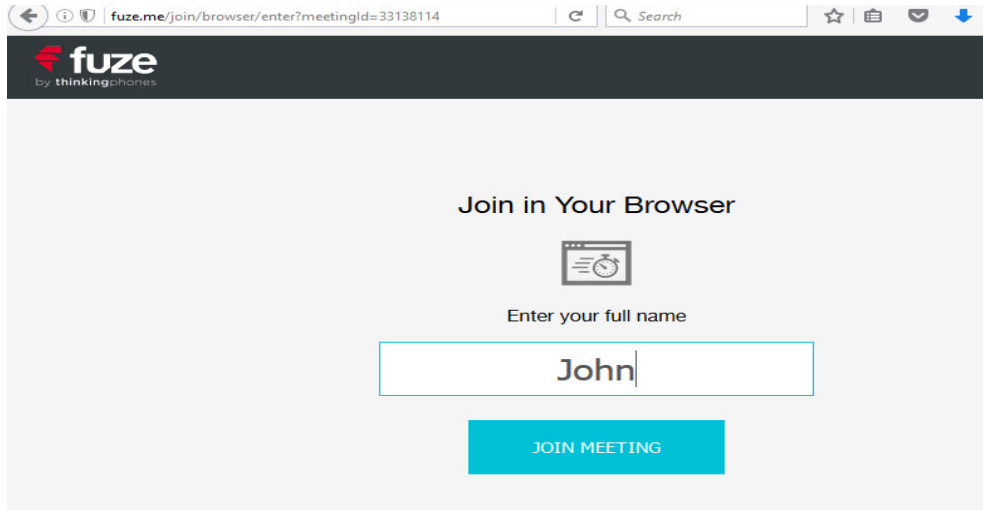 fuze.me/join/browser/enter?meetingId=33138114
Search
fuze
by thinkingphones
Join in Your Browser
Enter your full name
John
JOIN MEETING